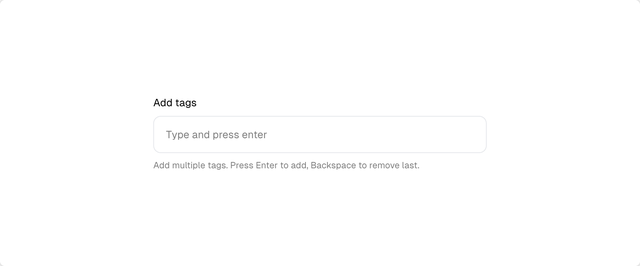 Add tags
Type and press enter
Add multiple tags. Press Enter to add, Backspace to remove last.